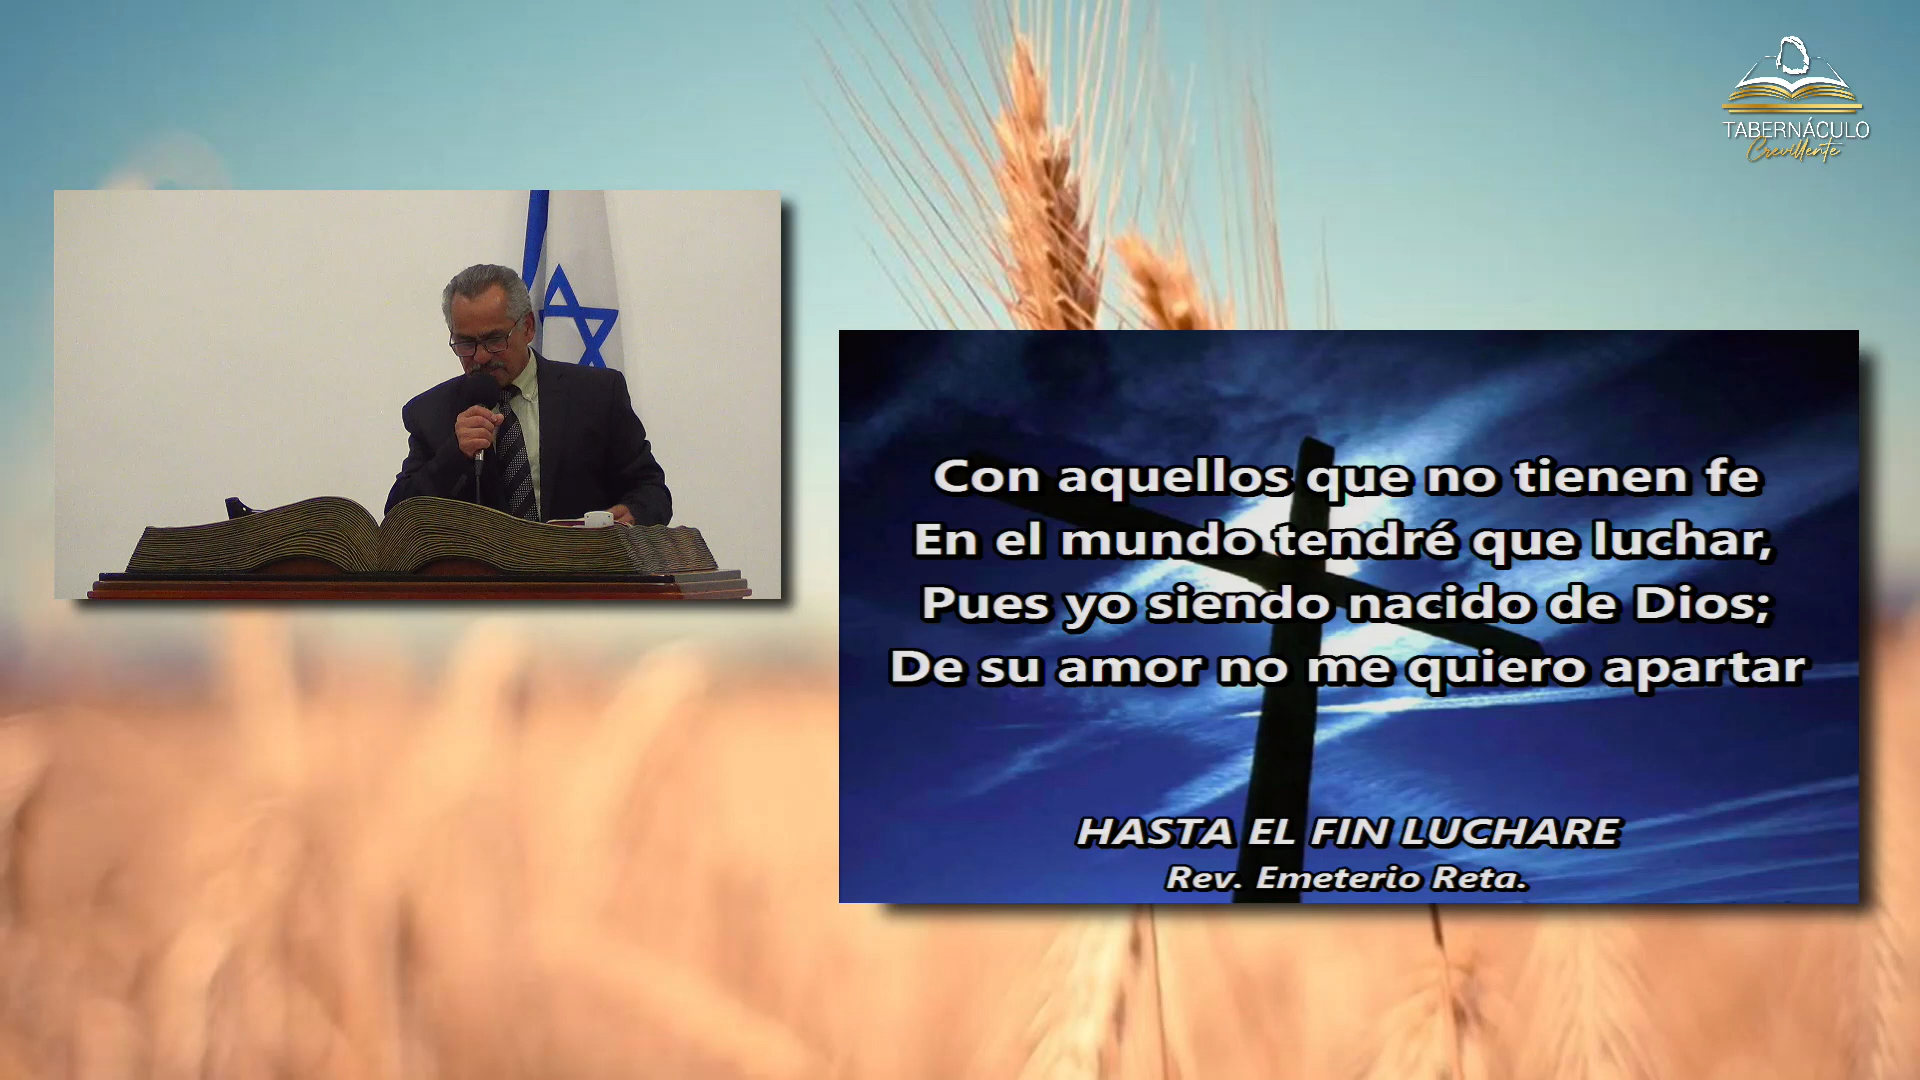 TABERNÁCULO
Crevillente
Con aquellos que no tienen fe
En el mundo tendré que luchar,
Pues yo siendo nacido de Dios;
De su amor no me quiero apartar
HASTA EL FIN LUCHARE
Rev. Emeterio Reta.